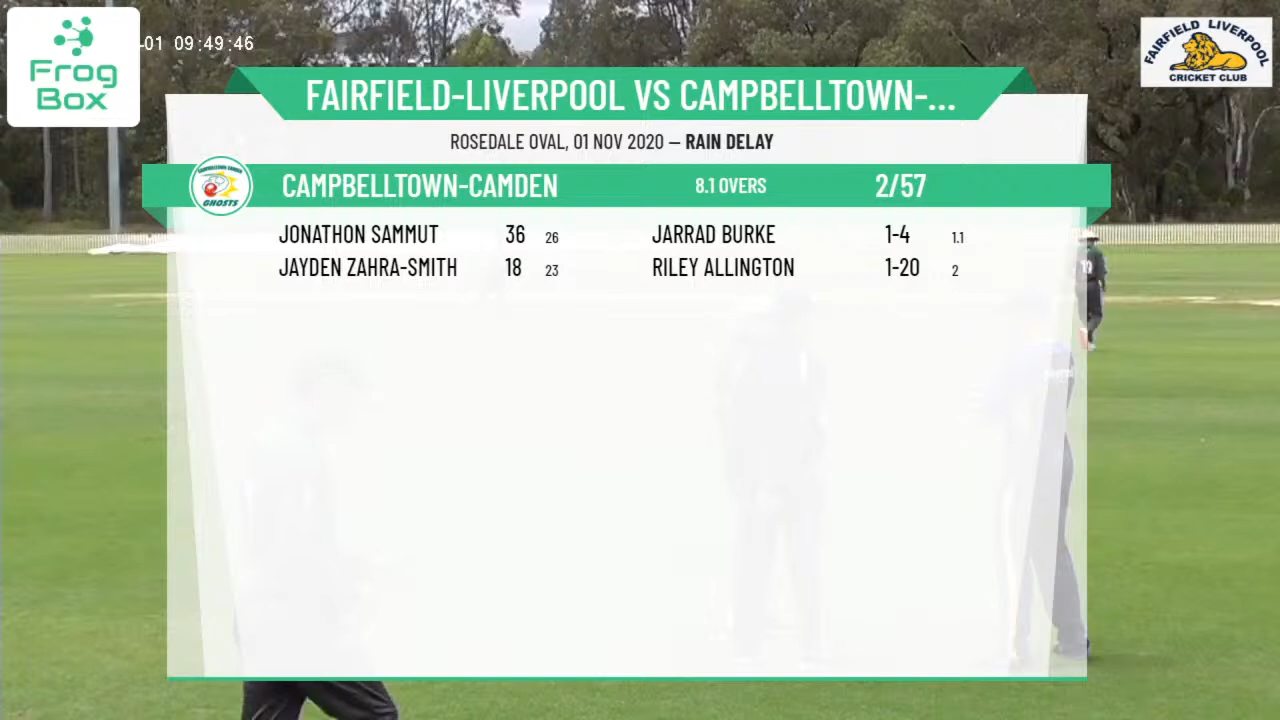 Frog
Box
-01 09:49:46
FAIRFIELD LIVERPOOL
CRICKET CLUB
FAIRFIELD-LIVERPOOL VS CAMPBELLTOWN-...
ROSEDALE OVAL, 01 NOV 2020 – RAIN DELAY
GHOSTS
CAMPBELLTOWN-CAMDEN 8.1 OVERS 2/57
JONATHON SAMMUT 36 26 JARRAD BURKE 1-4 1.1
JAYDEN ZAHRA-SMITH 18 23 RILEY ALLINGTON 1-20 2